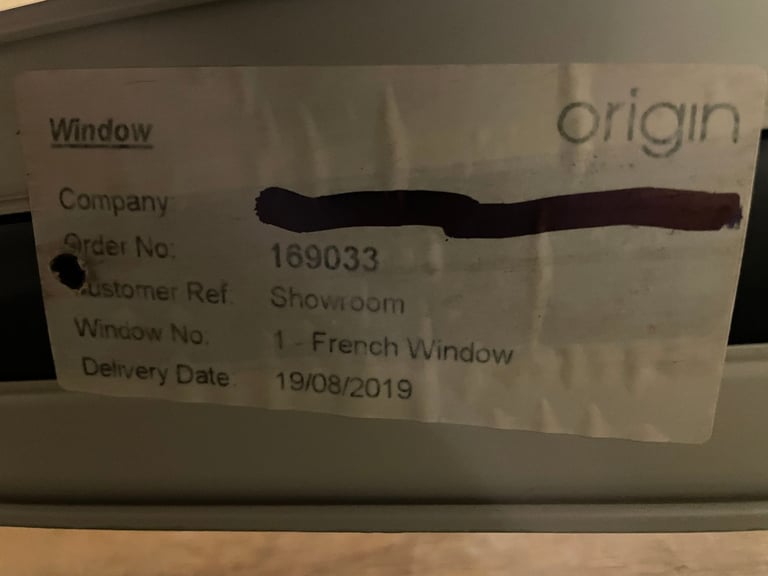 Window
origin
Company:
Order No: 169033
Customer Ref: Showroom
Window No: 1 - French Window
Delivery Date: 19/08/2019